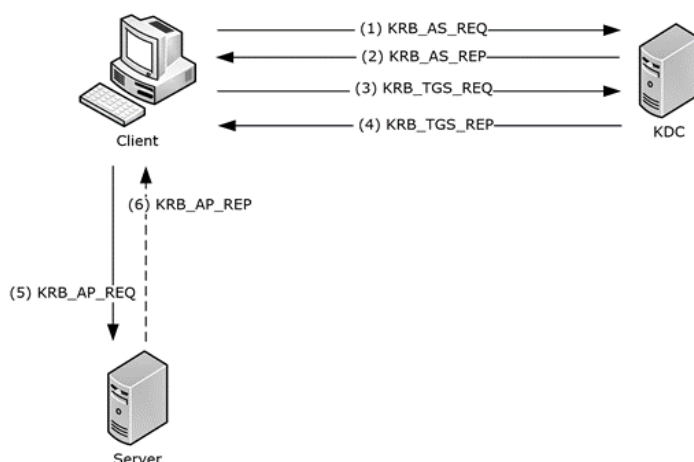 (1) KRB_AS_REQ
(2) KRB_AS_REP
(3) KRB_TGS_REQ
(4) KRB_TGS_REP
Client
KDC
(6) KRB_AP_REP
(5) KRB_AP_REQ
Server